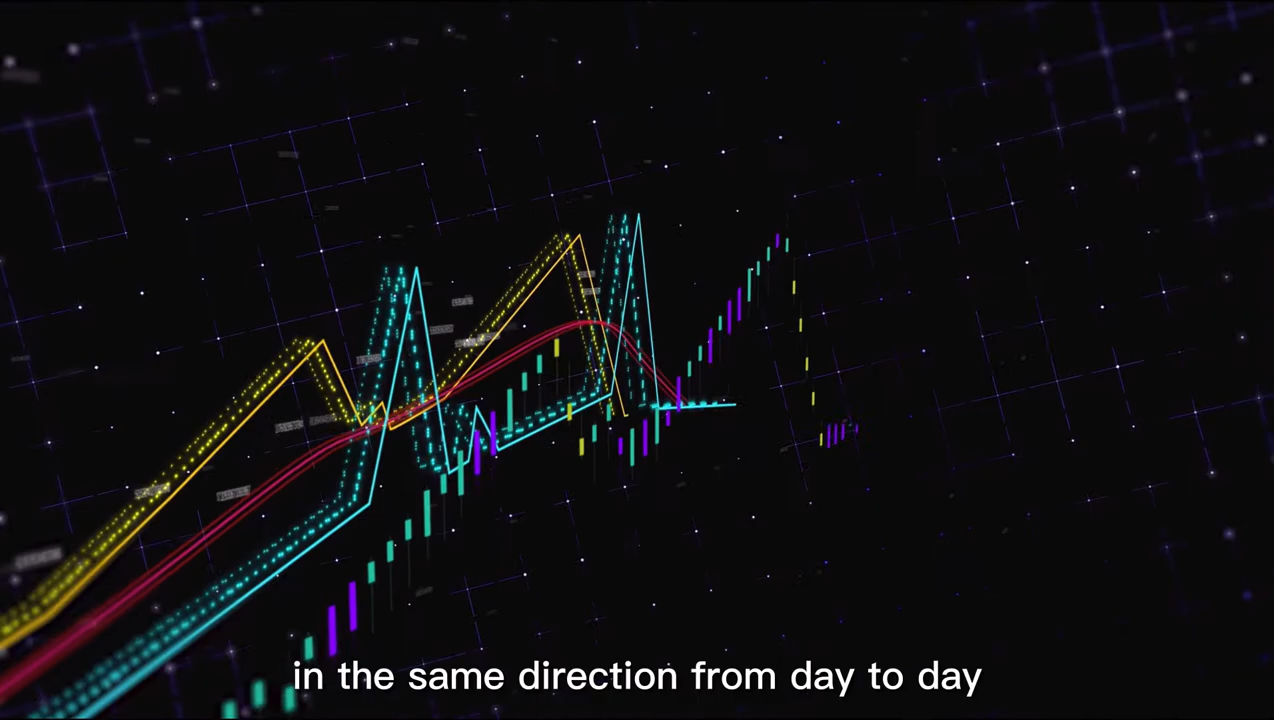 in the same direction from day to day